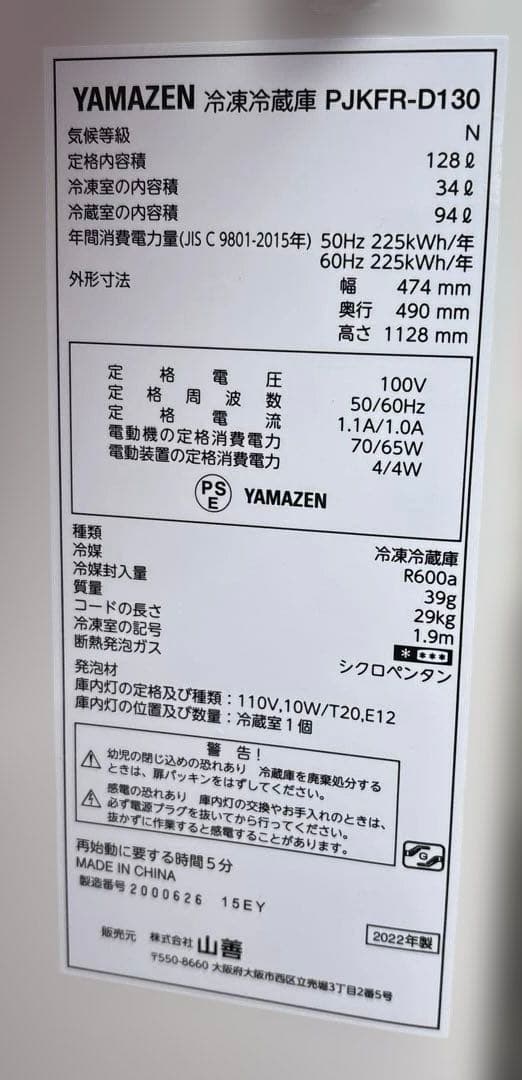 YAMAZEN 冷凍冷蔵庫 PJKFR-D130
気候等級 N
定格内容積 128ℓ
冷凍室の内容積 34ℓ
冷蔵室の内容積 94ℓ
年間消費電力量(JIS C 9801-2015年) 50Hz 225kWh/年
60Hz 225kWh/年
外形寸法 幅 474 mm
奥行 490 mm
高さ 1128 mm
定格電圧 100V
定格周波数 50/60Hz
定格電流 1.1A/1.0A
電動機の定格消費電力 70/65W
電動装置の定格消費電力 4/4W
PSE YAMAZEN
種類 冷凍冷蔵庫
冷媒 R600a
冷媒封入量 39g
質量 29kg
コードの長さ 1.9m
冷凍室の記号 * ***
断熱発泡ガス シクロペンタン
発泡材
庫内灯の定格及び種類：110V,10W/T20,E12
庫内灯の位置及び数量：冷蔵室1個
警告！
幼児の閉じ込めの恐れあり 冷蔵庫を廃棄処分する
ときは、扉パッキンをはずしてください。
感電の恐れあり 庫内灯の交換やお手入れのときは、
必ず電源プラグを抜いてから行ってください。
抜かずに作業すると感電することがあります。
G
再始動に要する時間5分
MADE IN CHINA
製造番号 2000626 15EY
2022年製
販売元 株式会社 山善
〒550-8660 大阪府大阪市西区立売堀3丁目2番5号